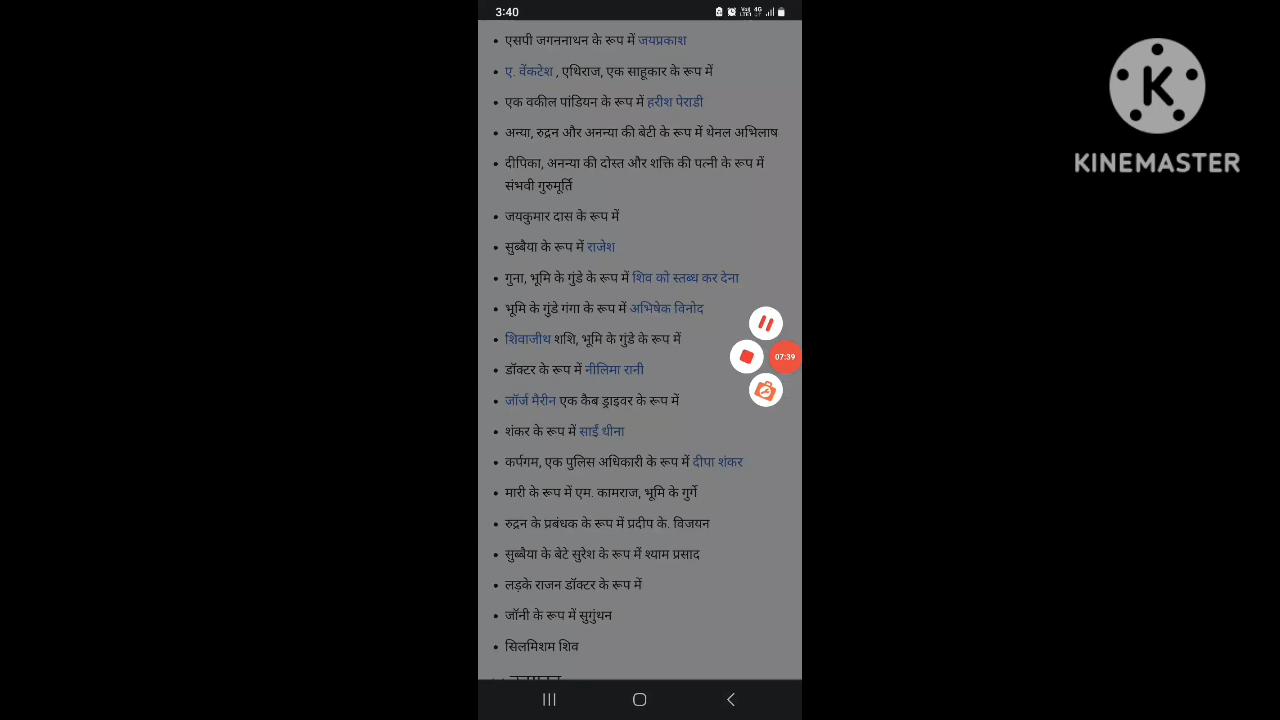 3:40
एसपी जगननाथन के रूप में जयप्रकाश
ए. वेंकटेश , एथिराज, एक साहूकार के रूप में
एक वकील पांडियन के रूप में हरीश पेराडी
अन्या, रुद्रन और अनन्या की बेटी के रूप में थेनल अभिलाष
दीपिका, अनन्या की दोस्त और शक्ति की पत्नी के रूप में
संभवी गुरुमूर्ति
जयकुमार दास के रूप में
सुब्बैया के रूप में राजेश
गुना, भूमि के गुंडे के रूप में शिव को स्तब्ध कर देना
भूमि के गुंडे गंगा के रूप में अभिषेक विनोद
शिवाजीथ शशि, भूमि के गुंडे के रूप में
डॉक्टर के रूप में नीलिमा रानी
जॉर्ज मैरीन एक कैब ड्राइवर के रूप में
शंकर के रूप में साईं धीना
कर्पगम, एक पुलिस अधिकारी के रूप में दीपा शंकर
मारी के रूप में एम. कामराज, भूमि के गुर्गे
रुद्रन के प्रबंधक के रूप में प्रदीप के. विजयन
सुब्बैया के बेटे सुरेश के रूप में श्याम प्रसाद
लड़के राजन डॉक्टर के रूप में
जॉनी के रूप में सुगुंथन
सिलमिशम शिव
07:39
K
KINEMASTER